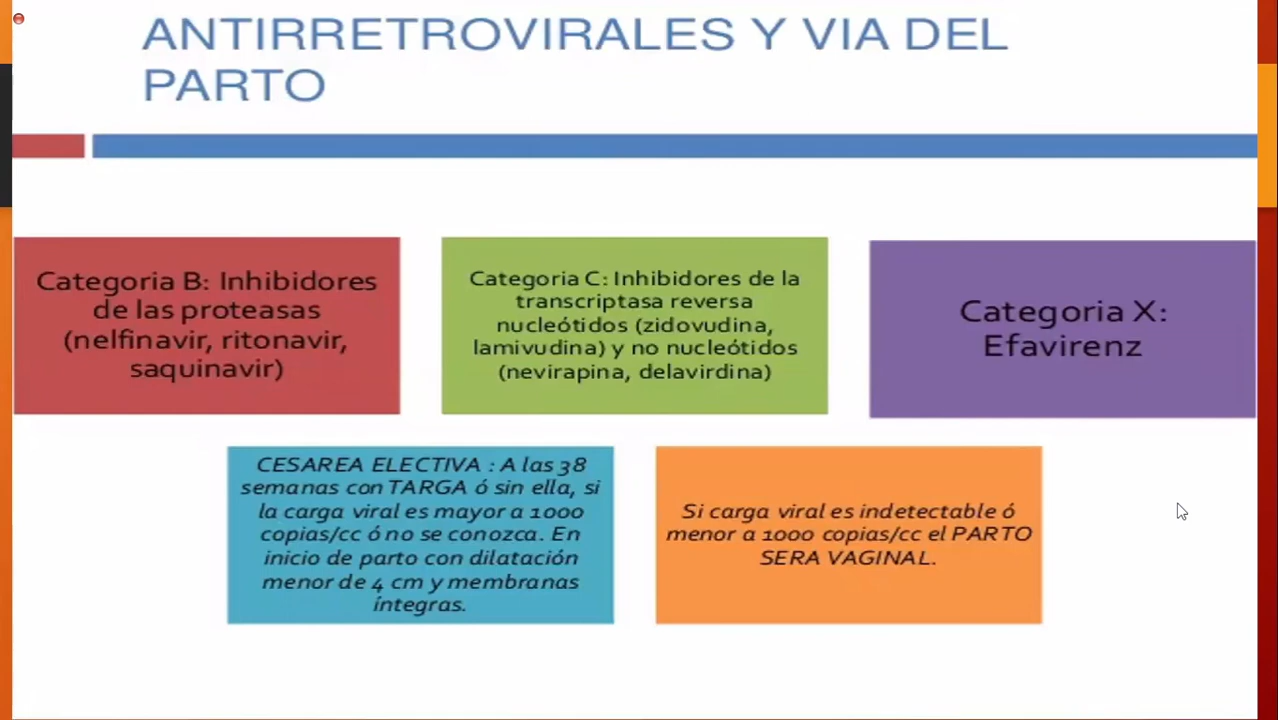 ANTIRRETROVIRALES Y VIA DEL
PARTO
Categoria B: Inhibidores
de las proteasas
(nelfinavir, ritonavir,
saquinavir)
Categoria C: Inhibidores de la
transcriptasa reversa
nucleótidos (zidovudina,
lamivudina) y no nucleótidos
(nevirapina, delavirdina)
Categoria X:
Efavirenz
CESAREA ELECTIVA : A las 38
semanas con TARGA ó sin ella, si
la carga viral es mayor a 1000
copias/cc ó no se conozca. En
inicio de parto con dilatación
menor de 4 cm y membranas
íntegras.
Si carga viral es indetectable ó
menor a 1000 copias/cc el PARTO
SERA VAGINAL.